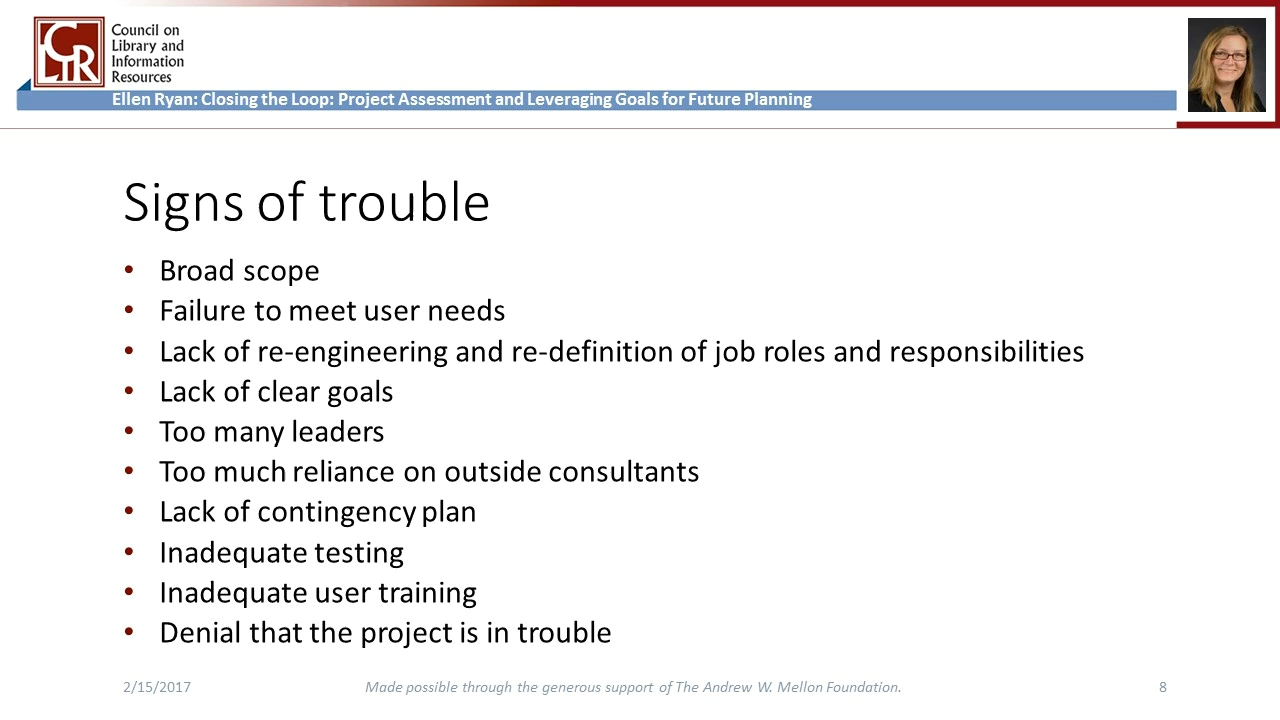 CLIR
Council on
Library and
Information
Resources
Ellen Ryan: Closing the Loop: Project Assessment and Leveraging Goals for Future Planning
Signs of trouble
• Broad scope
• Failure to meet user needs
• Lack of re-engineering and re-definition of job roles and responsibilities
• Lack of clear goals
• Too many leaders
• Too much reliance on outside consultants
• Lack of contingency plan
• Inadequate testing
• Inadequate user training
• Denial that the project is in trouble
2/15/2017 Made possible through the generous support of The Andrew W. Mellon Foundation. 8